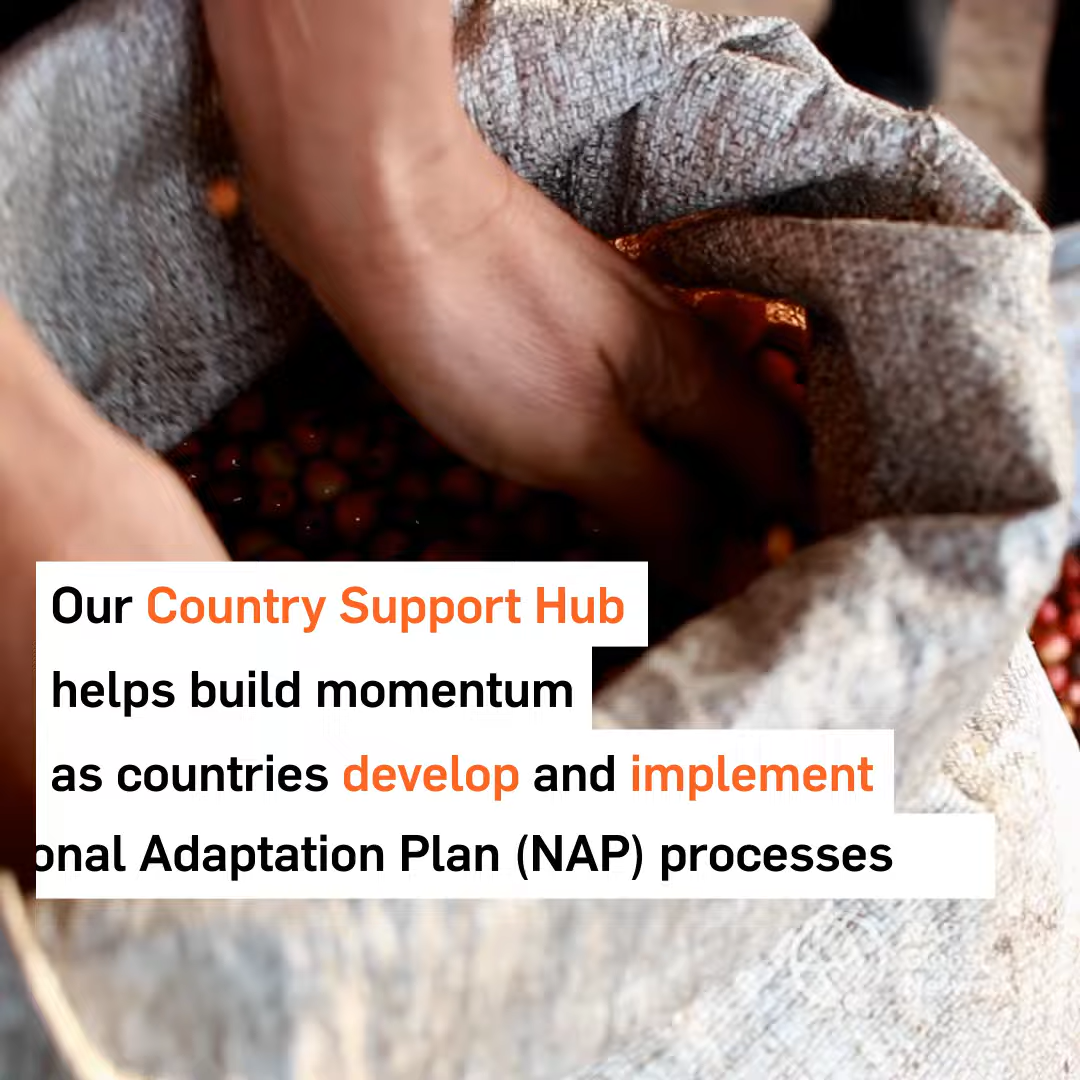 Our Country Support Hub
helps build momentum
as countries develop and implement
onal Adaptation Plan (NAP) processes